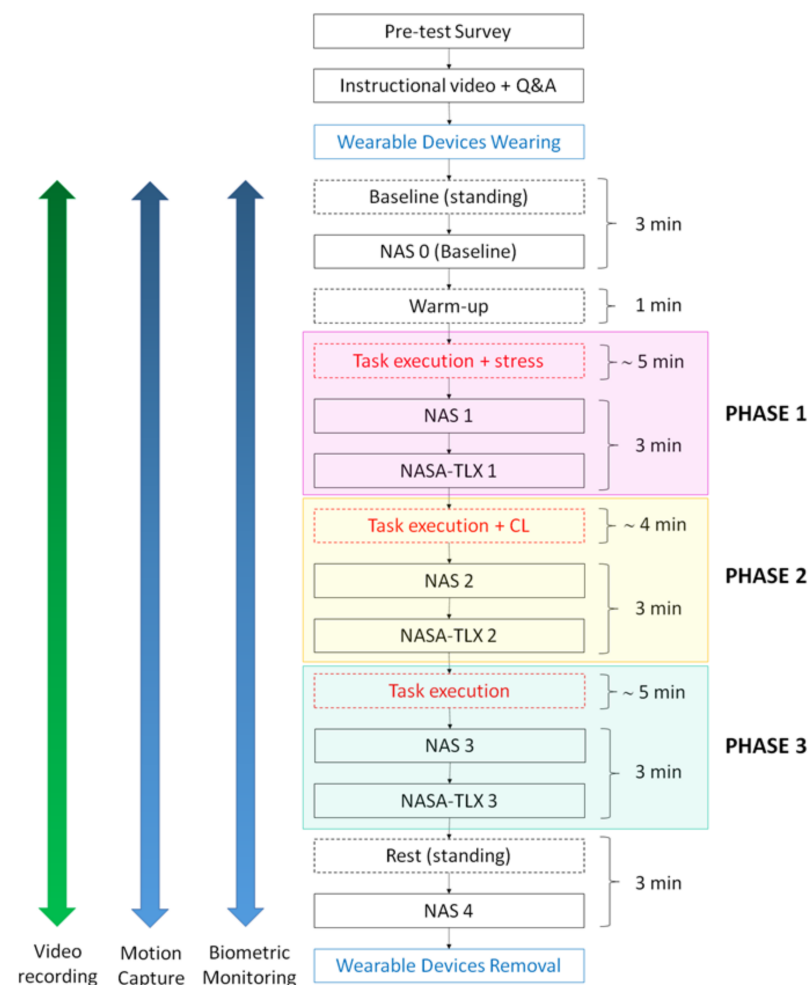 Pre-test Survey
Instructional video + Q&A
Wearable Devices Wearing
Baseline (standing)
3 min
NAS 0 (Baseline)
Warm-up
1 min
Task execution + stress
~ 5 min
NAS 1
PHASE 1
3 min
NASA-TLX 1
Task execution + CL
~ 4 min
NAS 2
PHASE 2
3 min
NASA-TLX 2
Task execution
~ 5 min
NAS 3
PHASE 3
3 min
NASA-TLX 3
Rest (standing)
3 min
NAS 4
Video
recording
Motion
Capture
Biometric
Monitoring
Wearable Devices Removal